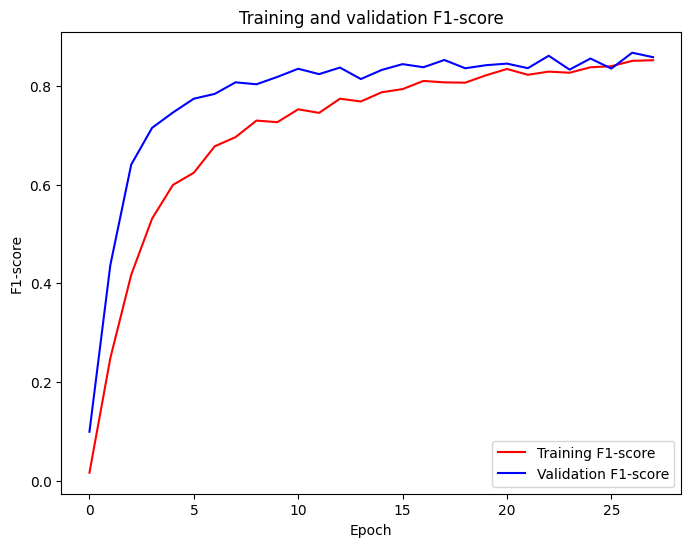 Training and validation F1-score
F1-score
0.8
0.6
0.4
0.2
0.0
0
5
10
15
20
25
Epoch
Training F1-score
Validation F1-score